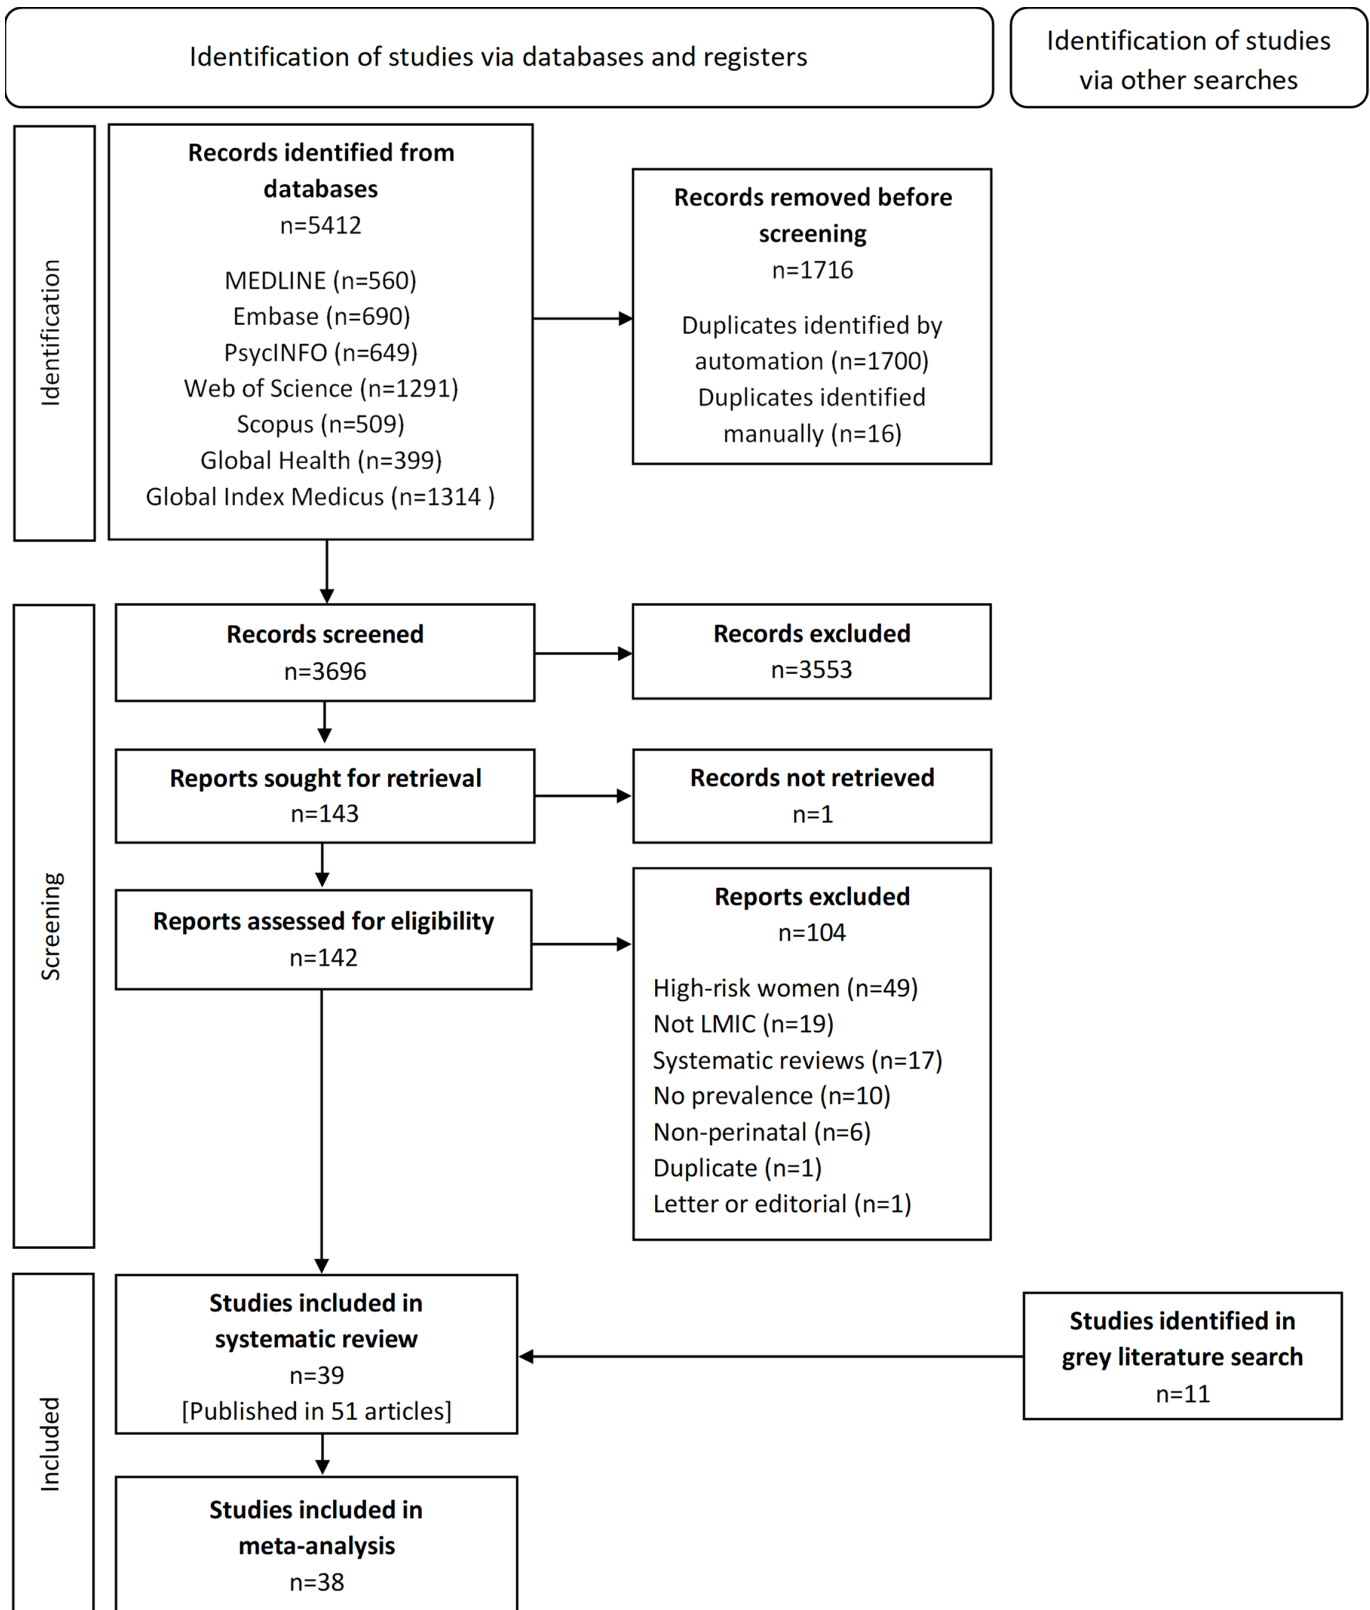 Identification of studies via databases and registers
Identification of studies
via other searches
Identification
Records identified from
databases
n=5412
MEDLINE (n=560)
Embase (n=690)
PsycINFO (n=649)
Web of Science (n=1291)
Scopus (n=509)
Global Health (n=399)
Global Index Medicus (n=1314 )
Records removed before
screening
n=1716
Duplicates identified by
automation (n=1700)
Duplicates identified
manually (n=16)
Screening
Records screened
n=3696
Records excluded
n=3553
Reports sought for retrieval
n=143
Records not retrieved
n=1
Reports assessed for eligibility
n=142
Reports excluded
n=104
High-risk women (n=49)
Not LMIC (n=19)
Systematic reviews (n=17)
No prevalence (n=10)
Non-perinatal (n=6)
Duplicate (n=1)
Letter or editorial (n=1)
Included
Studies included in
systematic review
n=39
[Published in 51 articles]
Studies identified in
grey literature search
n=11
Studies included in
meta-analysis
n=38